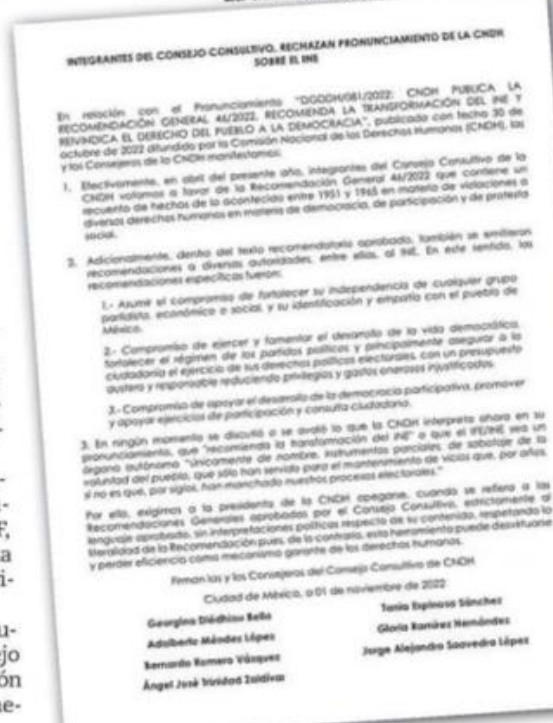 INTEGRANTES DEL CONSEJO CONSULTIVO, RECHAZAN PRONUNCIAMIENTO DE LA CNDH
SOBRE EL INE
En relación con el Pronunciamiento "DGDDH/081/2022: CNDH PUBLICA LA
RECOMENDACIÓN GENERAL 46/2022, RECOMIENDA LA TRANSFORMACIÓN DEL INE Y
REIVINDICA EL DERECHO DEL PUEBLO A LA DEMOCRACIA", publicado con fecha 30 de
octubre de 2022 difundido por la Comisión Nacional de los Derechos Humanos (CNDH), las
y los Consejeros de la CNDH manifestamos:
1. Efectivamente, en abril del presente año, integrantes del Consejo Consultivo de la
CNDH votamos a favor de la Recomendación General 46/2022 que contiene un
recuento de hechos de lo acontecido entre 1951 y 1965 en materia de violaciones a
diversos derechos humanos en materia de democracia, de participación y de protesta
social.
2. Adicionalmente, dentro del texto recomendatorio aprobado, también se emitieron
recomendaciones a diversas autoridades, entre ellas, al INE. En este sentido, las
recomendaciones específicas fueron:
1.- Asumir el compromiso de fortalecer su independencia de cualquier grupo
partidista, económico o social, y su identificación y empatía con el pueblo de
México.
2.- Compromiso de ejercer y fomentar el desarrollo de la vida democrática,
fortalecer el régimen de los partidos políticos y principalmente asegurar a la
ciudadanía el ejercicio de sus derechos políticos electorales, con un presupuesto
austero y responsable reduciendo privilegios y gastos onerosos injustificados.
3.- Compromiso de apoyar el desarrollo de la democracia participativa, promover
y apoyar ejercicios de participación y consulta ciudadana.
3. En ningún momento se discutió o se avaló lo que la CNDH interpreta ahora en su
pronunciamiento, que "recomienda la transformación del INE" o que el IFE/INE sea un
órgano autónomo "únicamente de nombre, instrumentos parciales, de sabotaje de la
voluntad del pueblo, que sólo han servido para el mantenimiento de vicios que, por años,
si no es que, por siglos, han manchado nuestros procesos electorales."
Por ello, exigimos a la presidenta de la CNDH apegarse, cuando se refiera a las
Recomendaciones Generales aprobadas por el Consejo Consultivo, estrictamente al
lenguaje aprobado, sin interpretaciones políticas respecto de su contenido, respetando la
literalidad de la Recomendación pues, de lo contrario, esta herramienta puede desvirtuarse
y perder eficiencia como mecanismo garante de los derechos humanos.
Firman las y los Consejeros del Consejo Consultivo de CNDH
Ciudad de México, a 01 de noviembre de 2022
Georgina Diédhiou Bello
Adalberto Méndez López
Bernardo Romero Vázquez
Ángel José Trinidad Zaldívar
Tania Espinosa Sánchez
Gloria Ramírez Hernández
Jorge Alejandro Saavedra López
F,
a
i-
u-
jo
ón
ue-